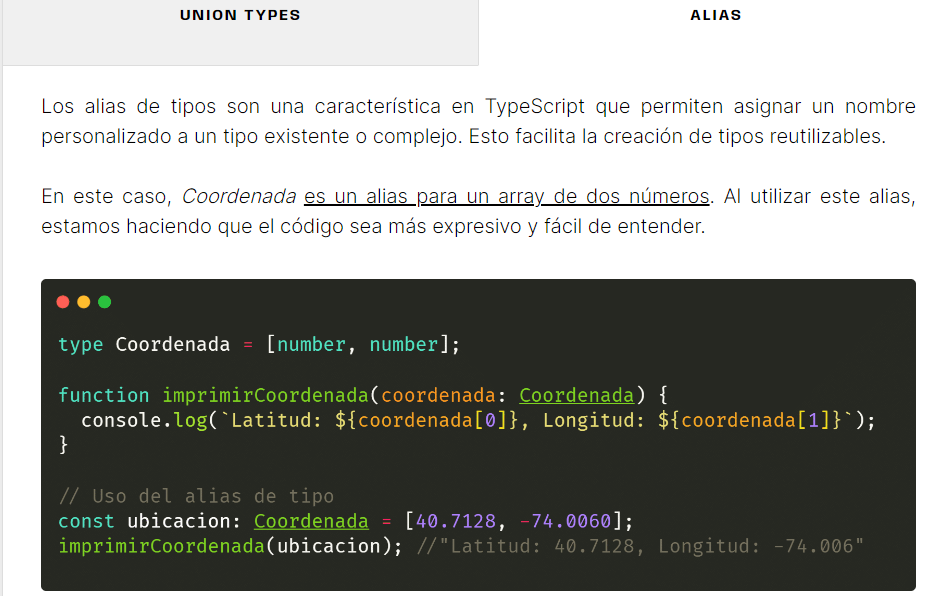 UNION TYPES
ALIAS
Los alias de tipos son una característica en TypeScript que permiten asignar un nombre
personalizado a un tipo existente o complejo. Esto facilita la creación de tipos reutilizables.
En este caso, Coordenada es un alias para un array de dos números. Al utilizar este alias,
estamos haciendo que el código sea más expresivo y fácil de entender.
type Coordenada = [number, number];
function imprimirCoordenada(coordenada: Coordenada) {
  console.log(`Latitud: ${coordenada[0]}, Longitud: ${coordenada[1]}`);
}
// Uso del alias de tipo
const ubicacion: Coordenada = [40.7128, -74.0060];
imprimirCoordenada(ubicacion); //"Latitud: 40.7128, Longitud: -74.006"